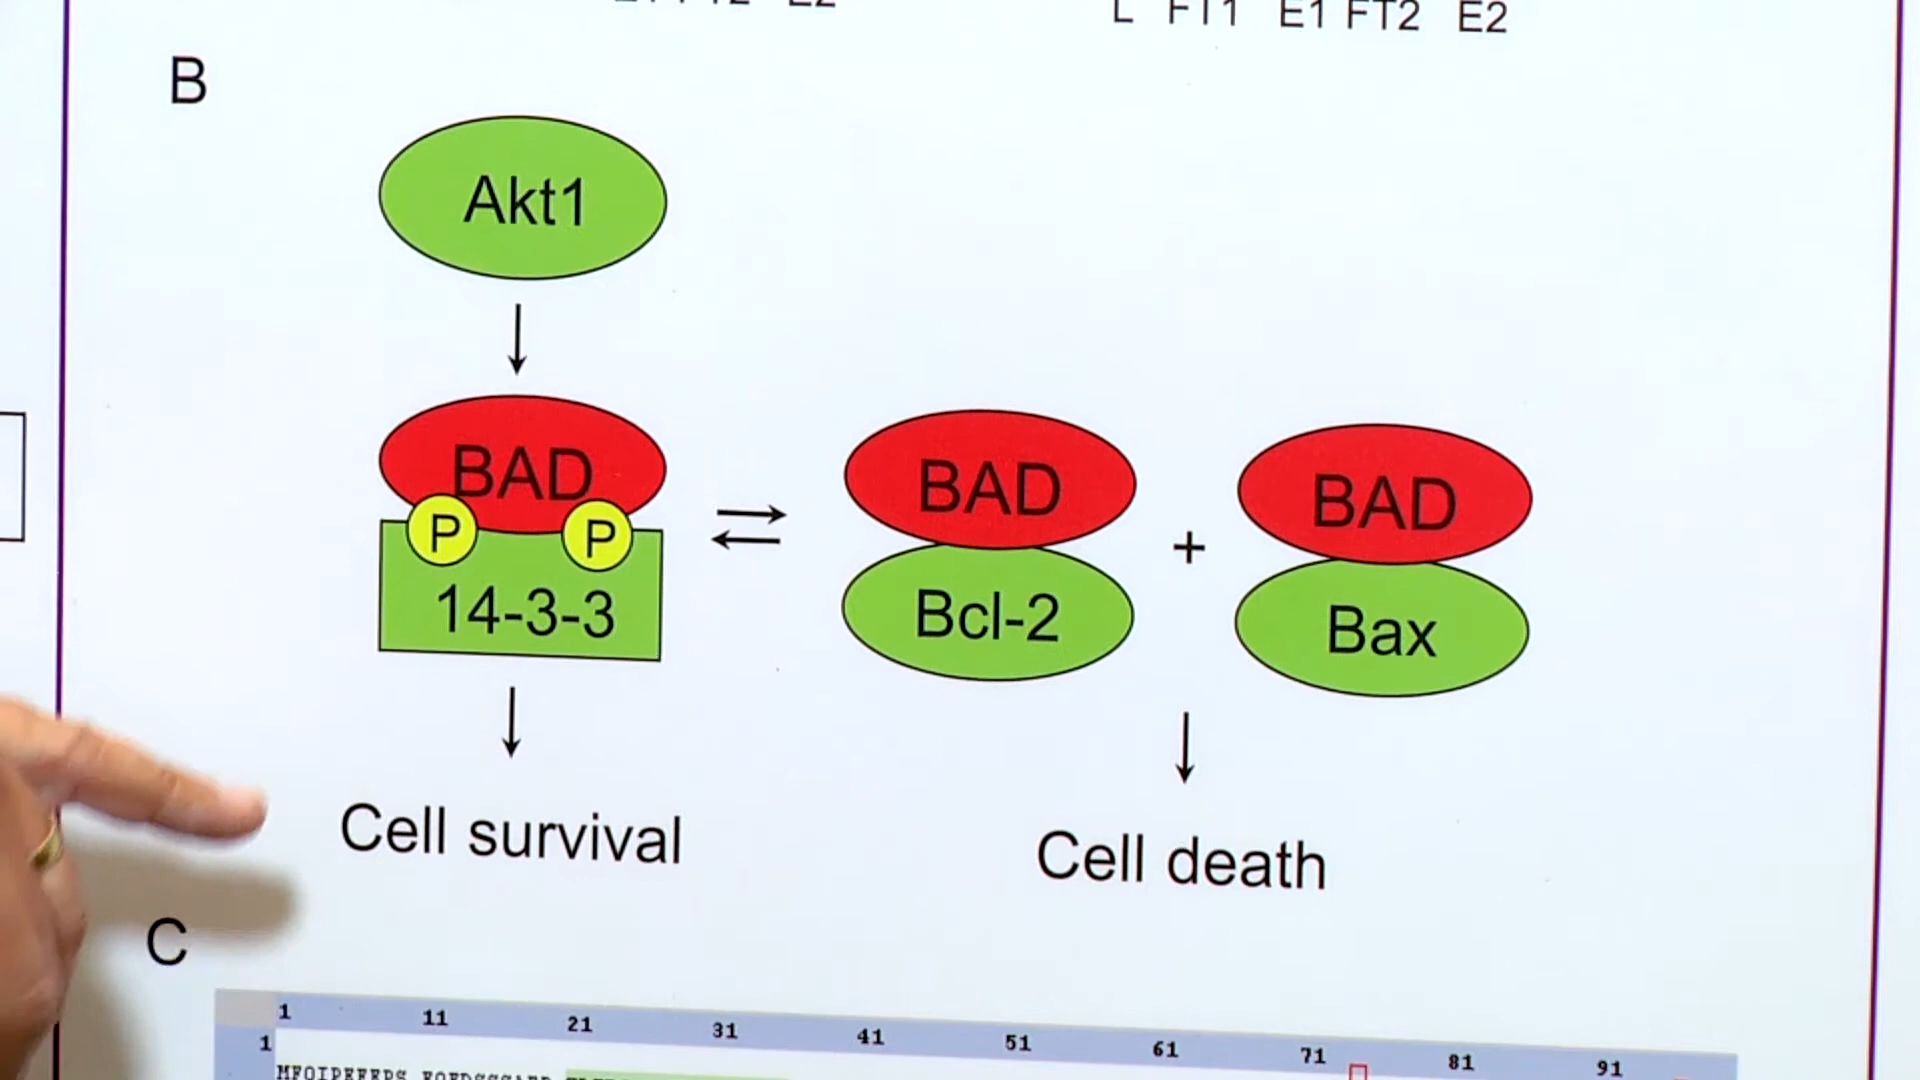 L FT1 E1 FT2 E2
B
Akt1
BAD BAD BAD
P P
14-3-3 Bcl-2 + Bax
Cell survival Cell death
C
1 11 21 31 41 51 61 71 81 91
1